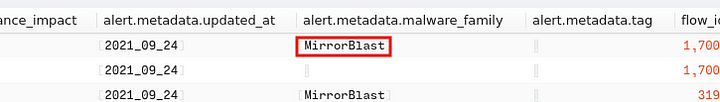 ance_impact alert.metadata.updated_at alert.metadata.malware_family alert.metadata.tag flow_i
[2021_09_24] MirrorBlast [] 1,700
[2021_09_24] [] [] 1,700
[2021_09_24] [MirrorBlast] [] 319